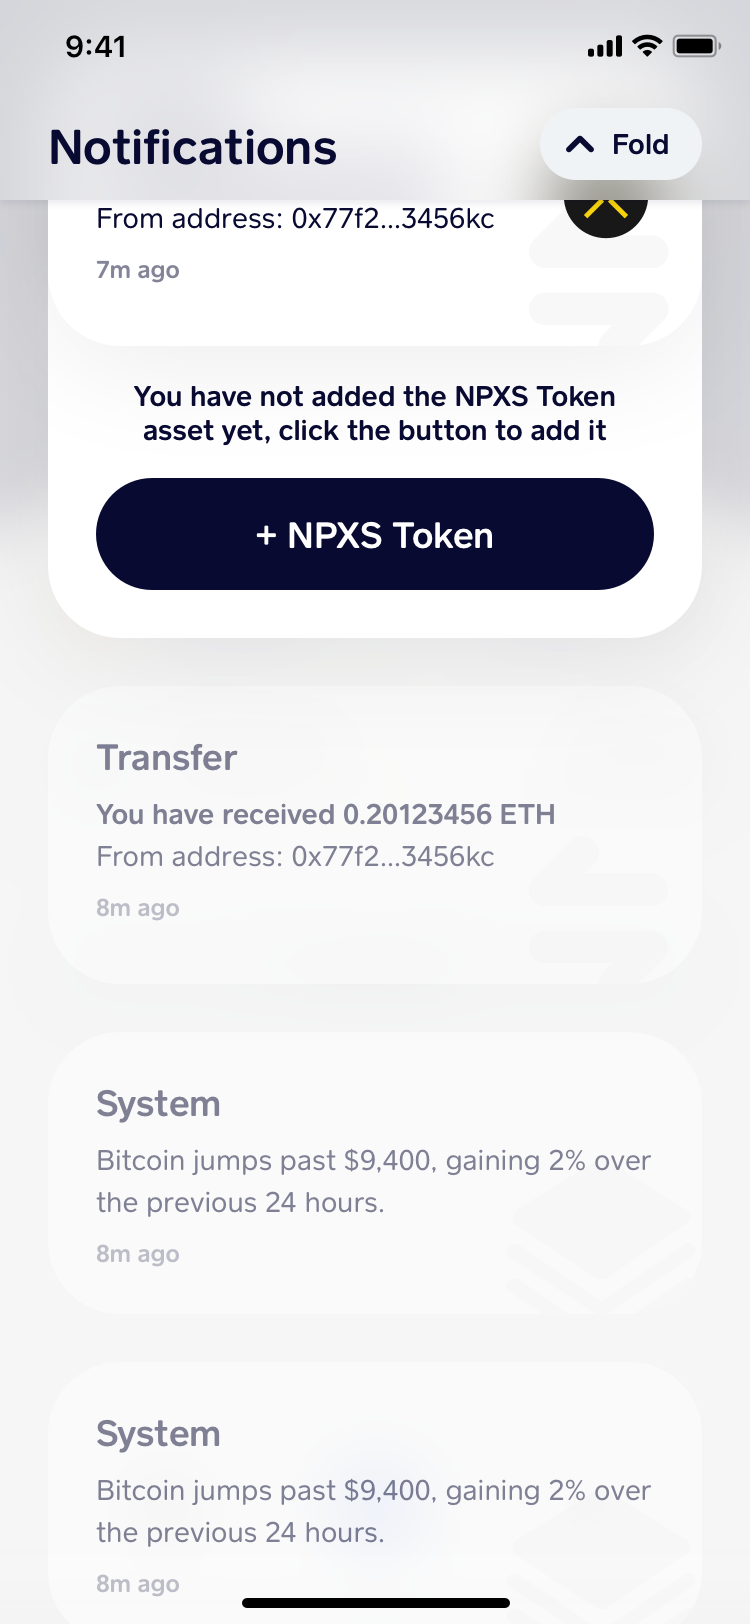 9:41
Notifications
Fold
From address: 0x77f2...3456kc
7m ago
You have not added the NPXS Token
asset yet, click the button to add it
+ NPXS Token
Transfer
You have received 0.20123456 ETH
From address: 0x77f2...3456kc
8m ago
System
Bitcoin jumps past $9,400, gaining 2% over
the previous 24 hours.
8m ago
System
Bitcoin jumps past $9,400, gaining 2% over
the previous 24 hours.
8m ago